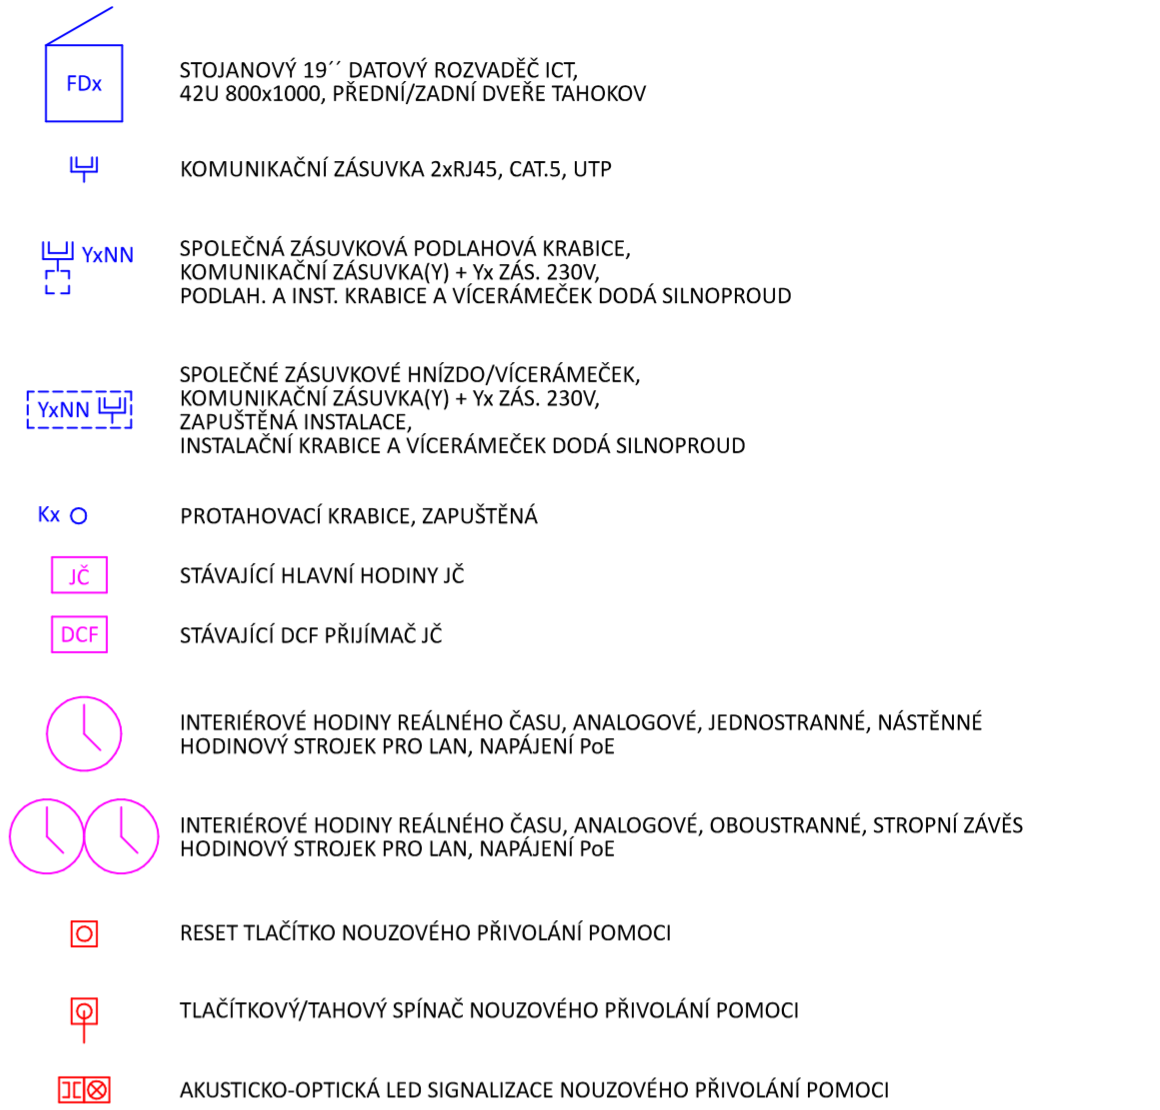 FDx
STOJANOVÝ 19´´ DATOVÝ ROZVADĚČ ICT,
42U 800x1000, PŘEDNÍ/ZADNÍ DVEŘE TAHOKOV
KOMUNIKAČNÍ ZÁSUVKA 2xRJ45, CAT.5, UTP
YxNN
SPOLEČNÁ ZÁSUVKOVÁ PODLAHOVÁ KRABICE,
KOMUNIKAČNÍ ZÁSUVKA(Y) + Yx ZÁS. 230V,
PODLAH. A INST. KRABICE A VÍCERÁMEČEK DODÁ SILNOPROUD
YxNN
SPOLEČNÉ ZÁSUVKOVÉ HNÍZDO/VÍCERÁMEČEK,
KOMUNIKAČNÍ ZÁSUVKA(Y) + Yx ZÁS. 230V,
ZAPUŠTĚNÁ INSTALACE,
INSTALAČNÍ KRABICE A VÍCERÁMEČEK DODÁ SILNOPROUD
Kx
PROTAHOVACÍ KRABICE, ZAPUŠTĚNÁ
JČ
STÁVAJÍCÍ HLAVNÍ HODINY JČ
DCF
STÁVAJÍCÍ DCF PŘIJÍMAČ JČ
INTERIÉROVÉ HODINY REÁLNÉHO ČASU, ANALOGOVÉ, JEDNOSTRANNÉ, NÁSTĚNNÉ
HODINOVÝ STROJEK PRO LAN, NAPÁJENÍ PoE
INTERIÉROVÉ HODINY REÁLNÉHO ČASU, ANALOGOVÉ, OBOUSTRANNÉ, STROPNÍ ZÁVĚS
HODINOVÝ STROJEK PRO LAN, NAPÁJENÍ PoE
RESET TLAČÍTKO NOUZOVÉHO PŘIVOLÁNÍ POMOCI
TLAČÍTKOVÝ/TAHOVÝ SPÍNAČ NOUZOVÉHO PŘIVOLÁNÍ POMOCI
AKUSTICKO-OPTICKÁ LED SIGNALIZACE NOUZOVÉHO PŘIVOLÁNÍ POMOCI